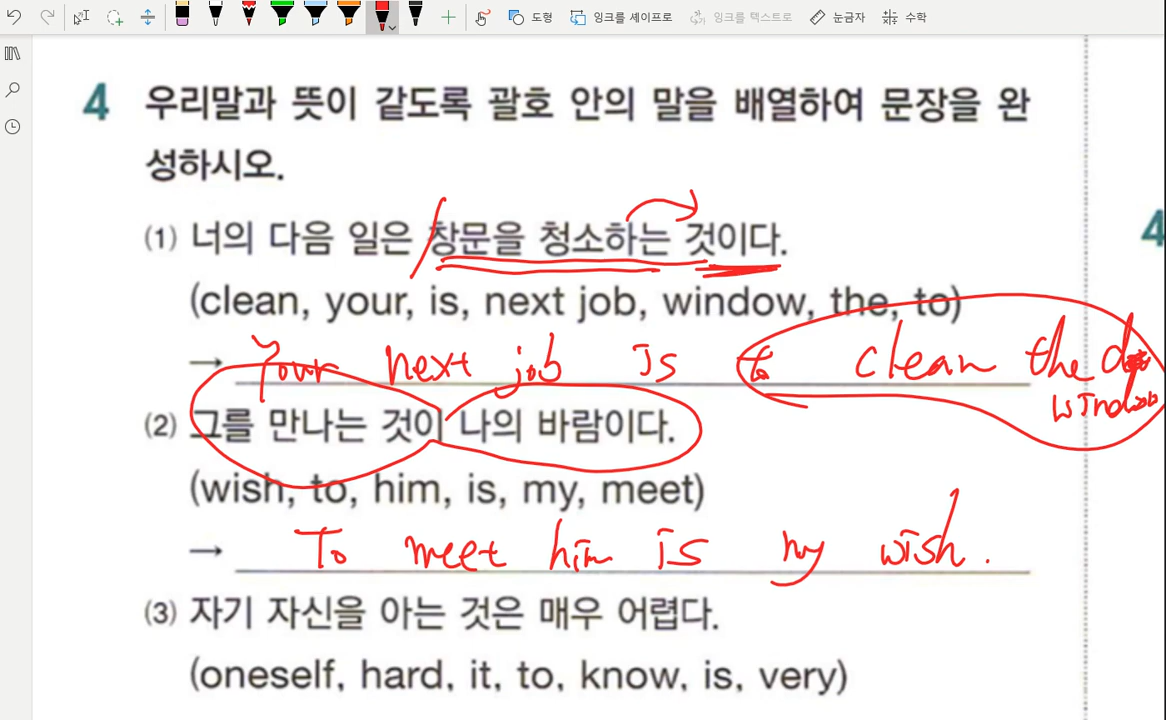 도형 잉크를 셰이프로 잉크를 텍스트로 눈금자 수학
4 우리말과 뜻이 같도록 괄호 안의 말을 배열하여 문장을 완
성하시오.
(1) 너의 다음 일은 창문을 청소하는 것이다.
(clean, your, is, next job, window, the, to)
→ Your next job is to clean the
window
(2) 그를 만나는 것이 나의 바람이다.
(wish, to, him, is, my, meet)
→ To meet him is my wish.
(3) 자기 자신을 아는 것은 매우 어렵다.
(oneself, hard, it, to, know, is, very)
4